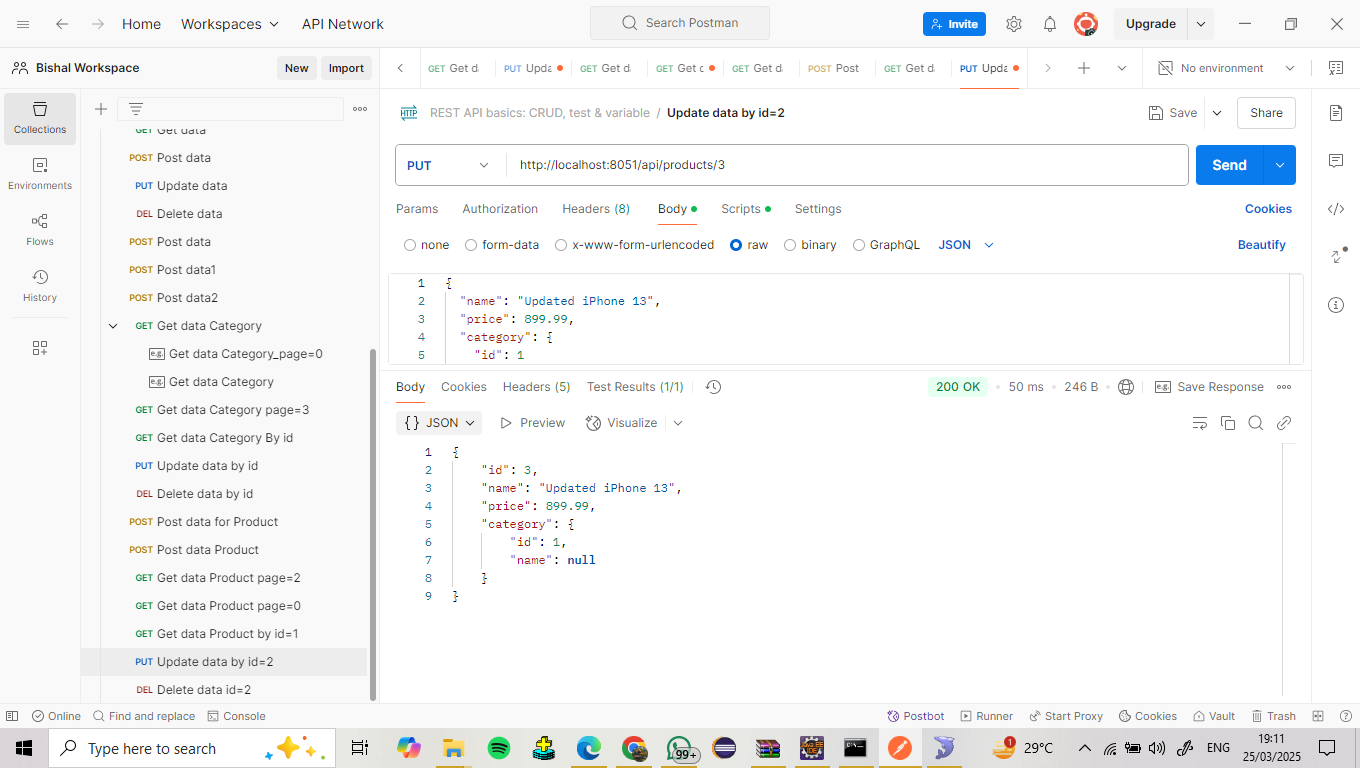 Home Workspaces API Network Search Postman Invite Upgrade
Bishal Workspace New Import
GET Get d PUT Upda GET Get d GET Get c GET Get d POST Post GET Get d PUT Upda No environment
Collections
Environments
Flows
History
GET Get data
POST Post data
PUT Update data
DEL Delete data
POST Post data
POST Post data1
POST Post data2
GET Get data Category
e.g. Get data Category_page=0
e.g. Get data Category
GET Get data Category page=3
GET Get data Category By id
PUT Update data by id
DEL Delete data by id
POST Post data for Product
POST Post data Product
GET Get data Product page=2
GET Get data Product page=0
GET Get data Product by id=1
PUT Update data by id=2
DEL Delete data id=2
HTTP REST API basics: CRUD, test & variable / Update data by id=2 Save Share
PUT http://localhost:8051/api/products/3 Send
Params Authorization Headers (8) Body Scripts Settings Cookies
none form-data x-www-form-urlencoded raw binary GraphQL JSON Beautify
1 {
2 "name": "Updated iPhone 13",
3 "price": 899.99,
4 "category": {
5 "id": 1
Body Cookies Headers (5) Test Results (1/1) 200 OK • 50 ms • 246 B • e.g. Save Response
{} JSON Preview Visualize
1 {
2 "id": 3,
3 "name": "Updated iPhone 13",
4 "price": 899.99,
5 "category": {
6 "id": 1,
7 "name": null
8 }
9 }
Online Find and replace Console Postbot Runner Start Proxy Cookies Vault Trash
Type here to search 99+ 1 29°C ENG 19:11
25/03/2025